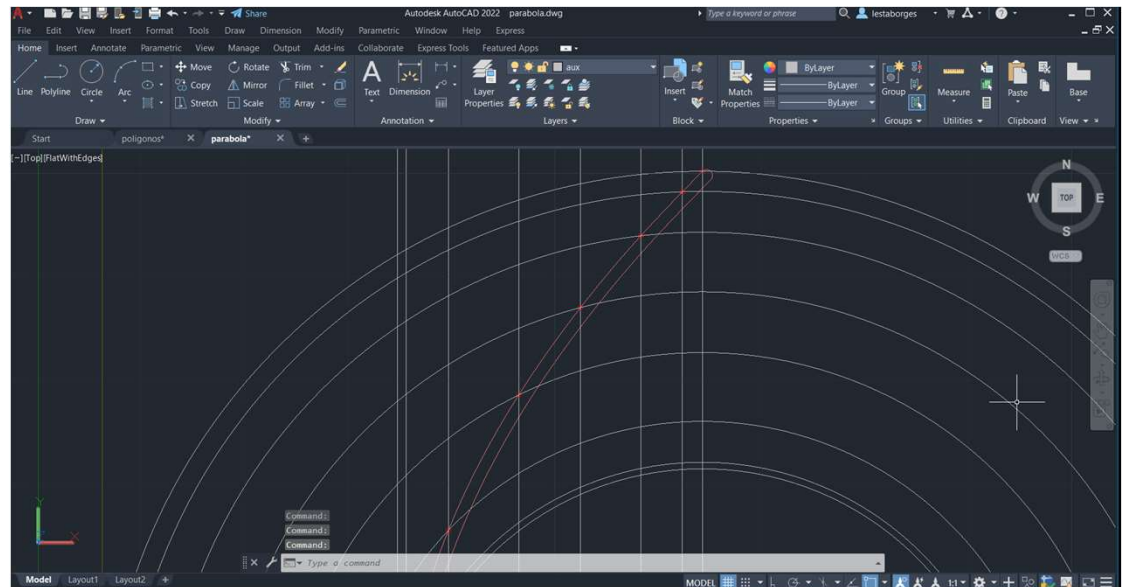 A Share Autodesk AutoCAD 2022 parabola.dwg Type a keyword or phrase lestaborges
File Edit View Insert Format Tools Draw Dimension Modify Parametric Window Help Express
Home Insert Annotate Parametric View Manage Output Add-ins Collaborate Express Tools Featured Apps
Move Rotate Trim aux ByLayer
Copy Mirror Fillet ByLayer
Line Polyline Circle Arc Text Dimension Layer Properties Insert Match Properties Group Measure Paste Base
Stretch Scale Array ByLayer
Draw Modify Annotation Layers Block Properties Groups Utilities Clipboard View
Start poligonos* parabola*
[−][Top][FlatWithEdges]
N
W TOP E
S
WCS
Y
X
Command:
Command:
Command:
Type a command
Model Layout1 Layout2 + MODEL 1:1